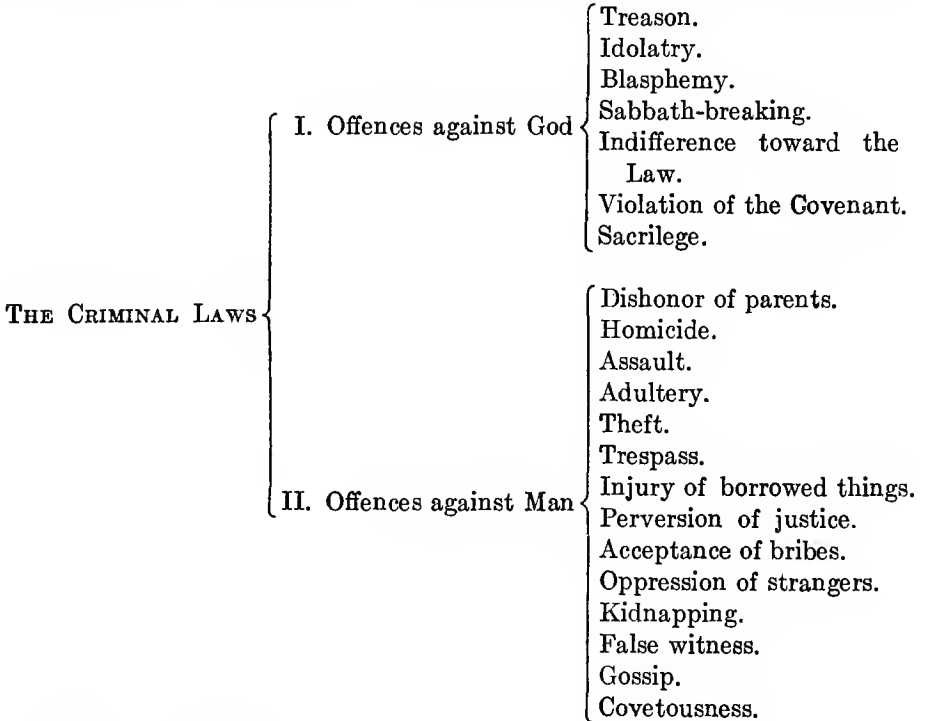 THE CRIMINAL LAWS
I. Offences against God
Treason.
Idolatry.
Blasphemy.
Sabbath-breaking.
Indifference toward the
Law.
Violation of the Covenant.
Sacrilege.
II. Offences against Man
Dishonor of parents.
Homicide.
Assault.
Adultery.
Theft.
Trespass.
Injury of borrowed things.
Perversion of justice.
Acceptance of bribes.
Oppression of strangers.
Kidnapping.
False witness.
Gossip.
Covetousness.